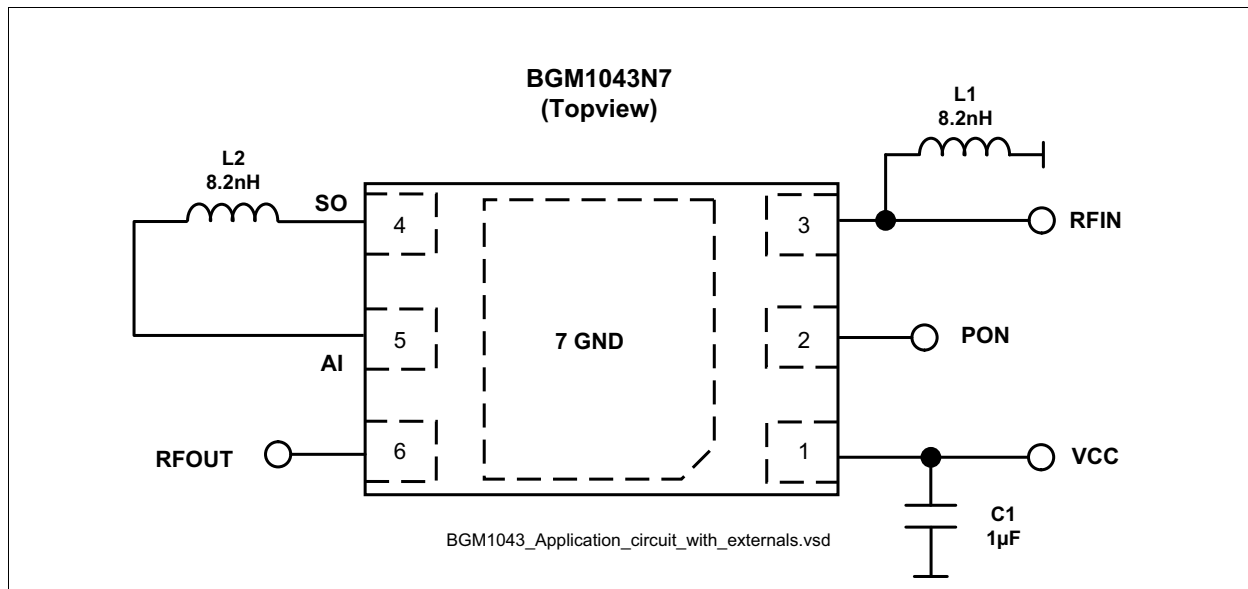 BGM1043N7
(Topview)
L1
8.2nH
L2
8.2nH
SO
4
3
RFIN
7 GND
5
2
PON
AI
RFOUT
6
1
VCC
C1
1µF
BGM1043_Application_circuit_with_externals.vsd